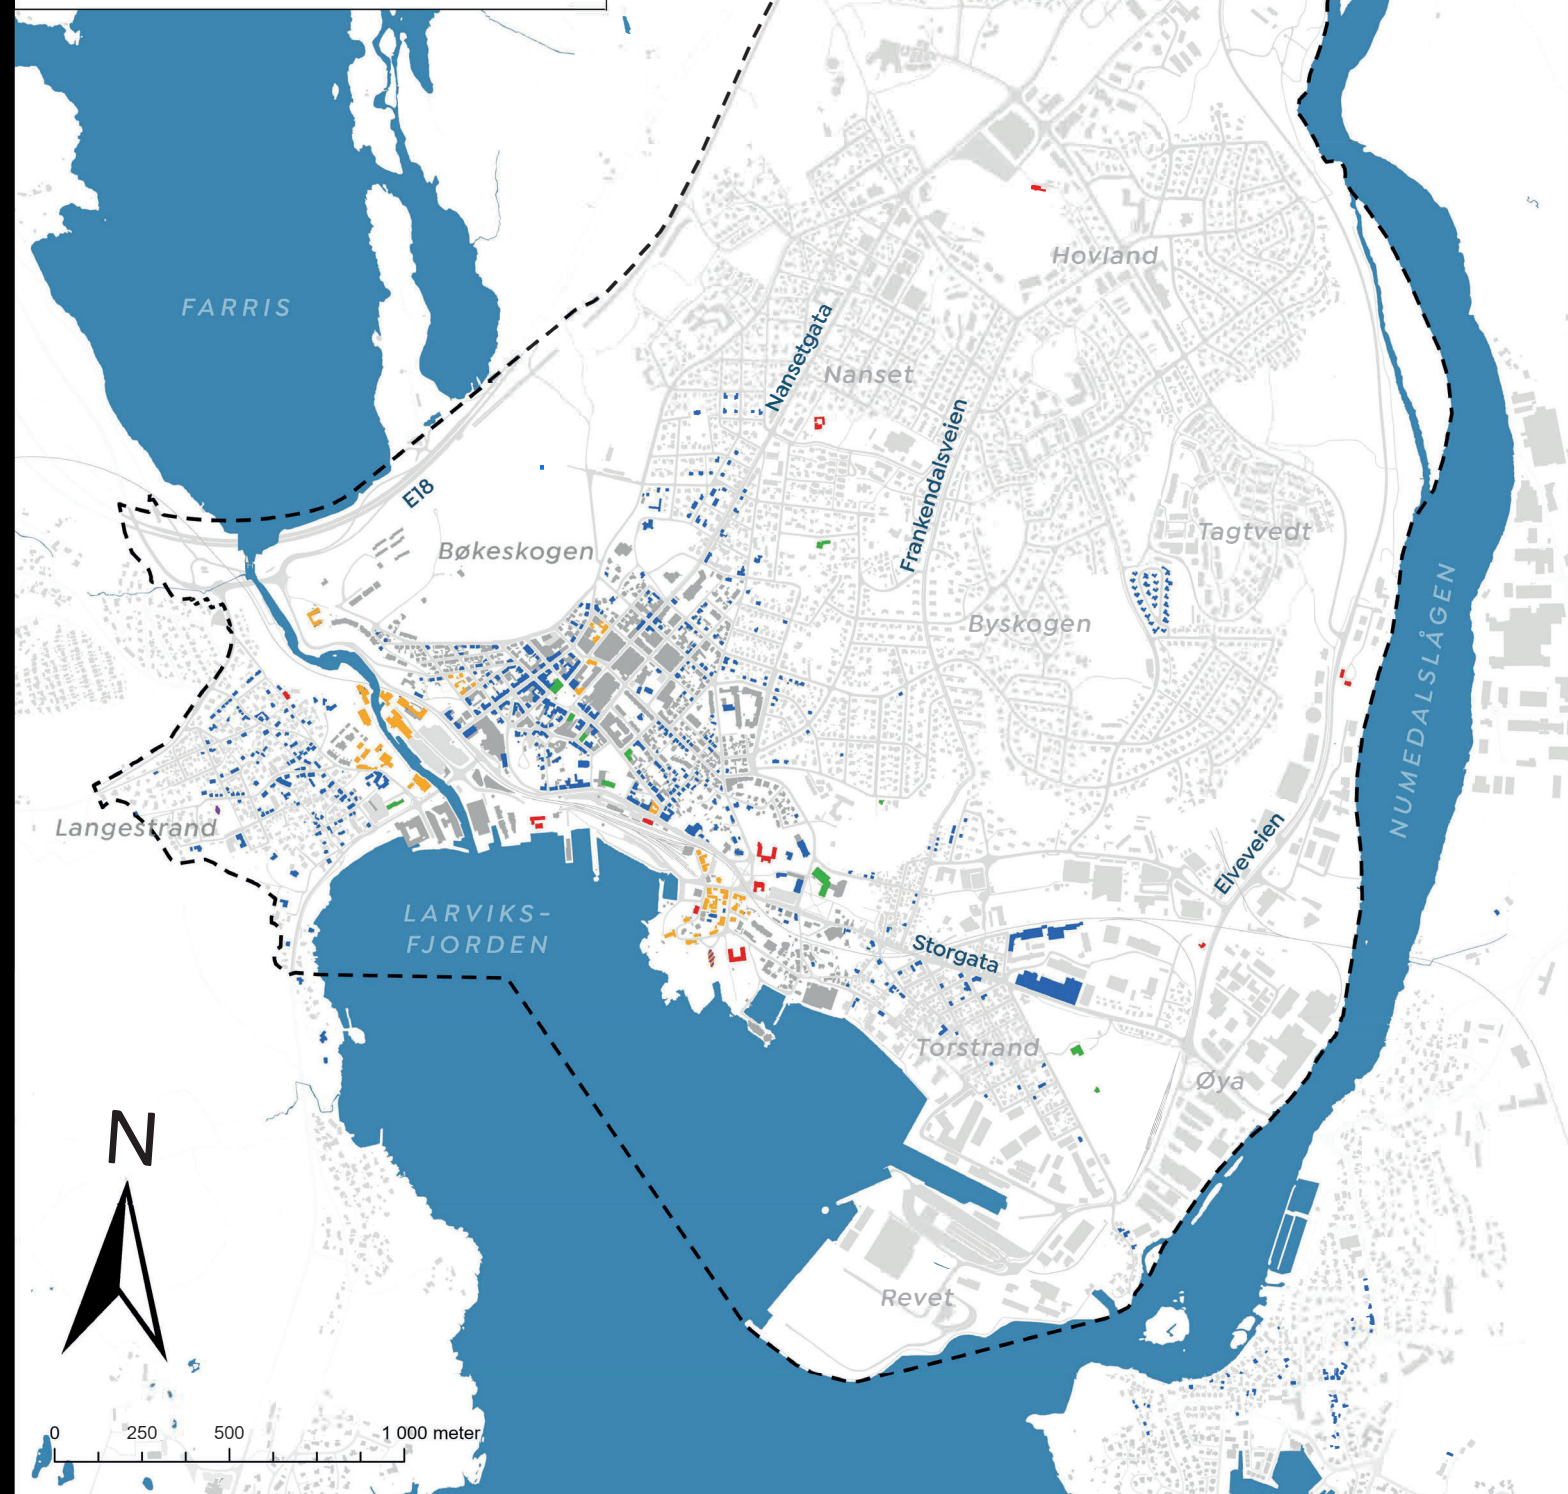 Hovland
FARRIS
Nansetgata
Nanset
Frankendalsveien
E18
Bøkeskogen
Tagtvedt
Byskogen
NUMEDALSLÅGEN
Langestrand
Elveveien
LARVIKS-
FJORDEN
Storgata
Torstrand
Øya
N
Revet
0 250 500 1 000 meter